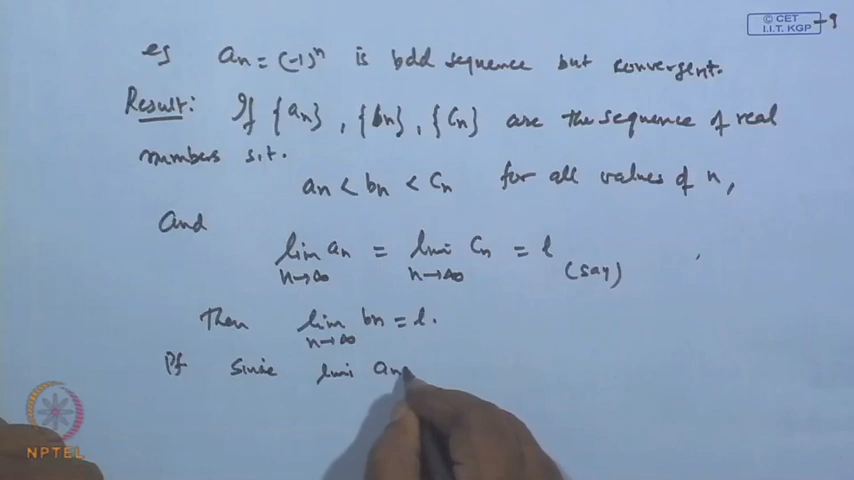 © CET
I.I.T. KGP
-9
eg an = (-1)^n is bdd sequence but convergent.
Result: If {an}, {bn}, {Cn} are the sequence of real
numbers s.t.
an < bn < Cn for all values of n,
And
lim n→∞ an = lim n→∞ Cn = l (say)
Then lim n→∞ bn = l.
Pf Since lim an
NPTEL